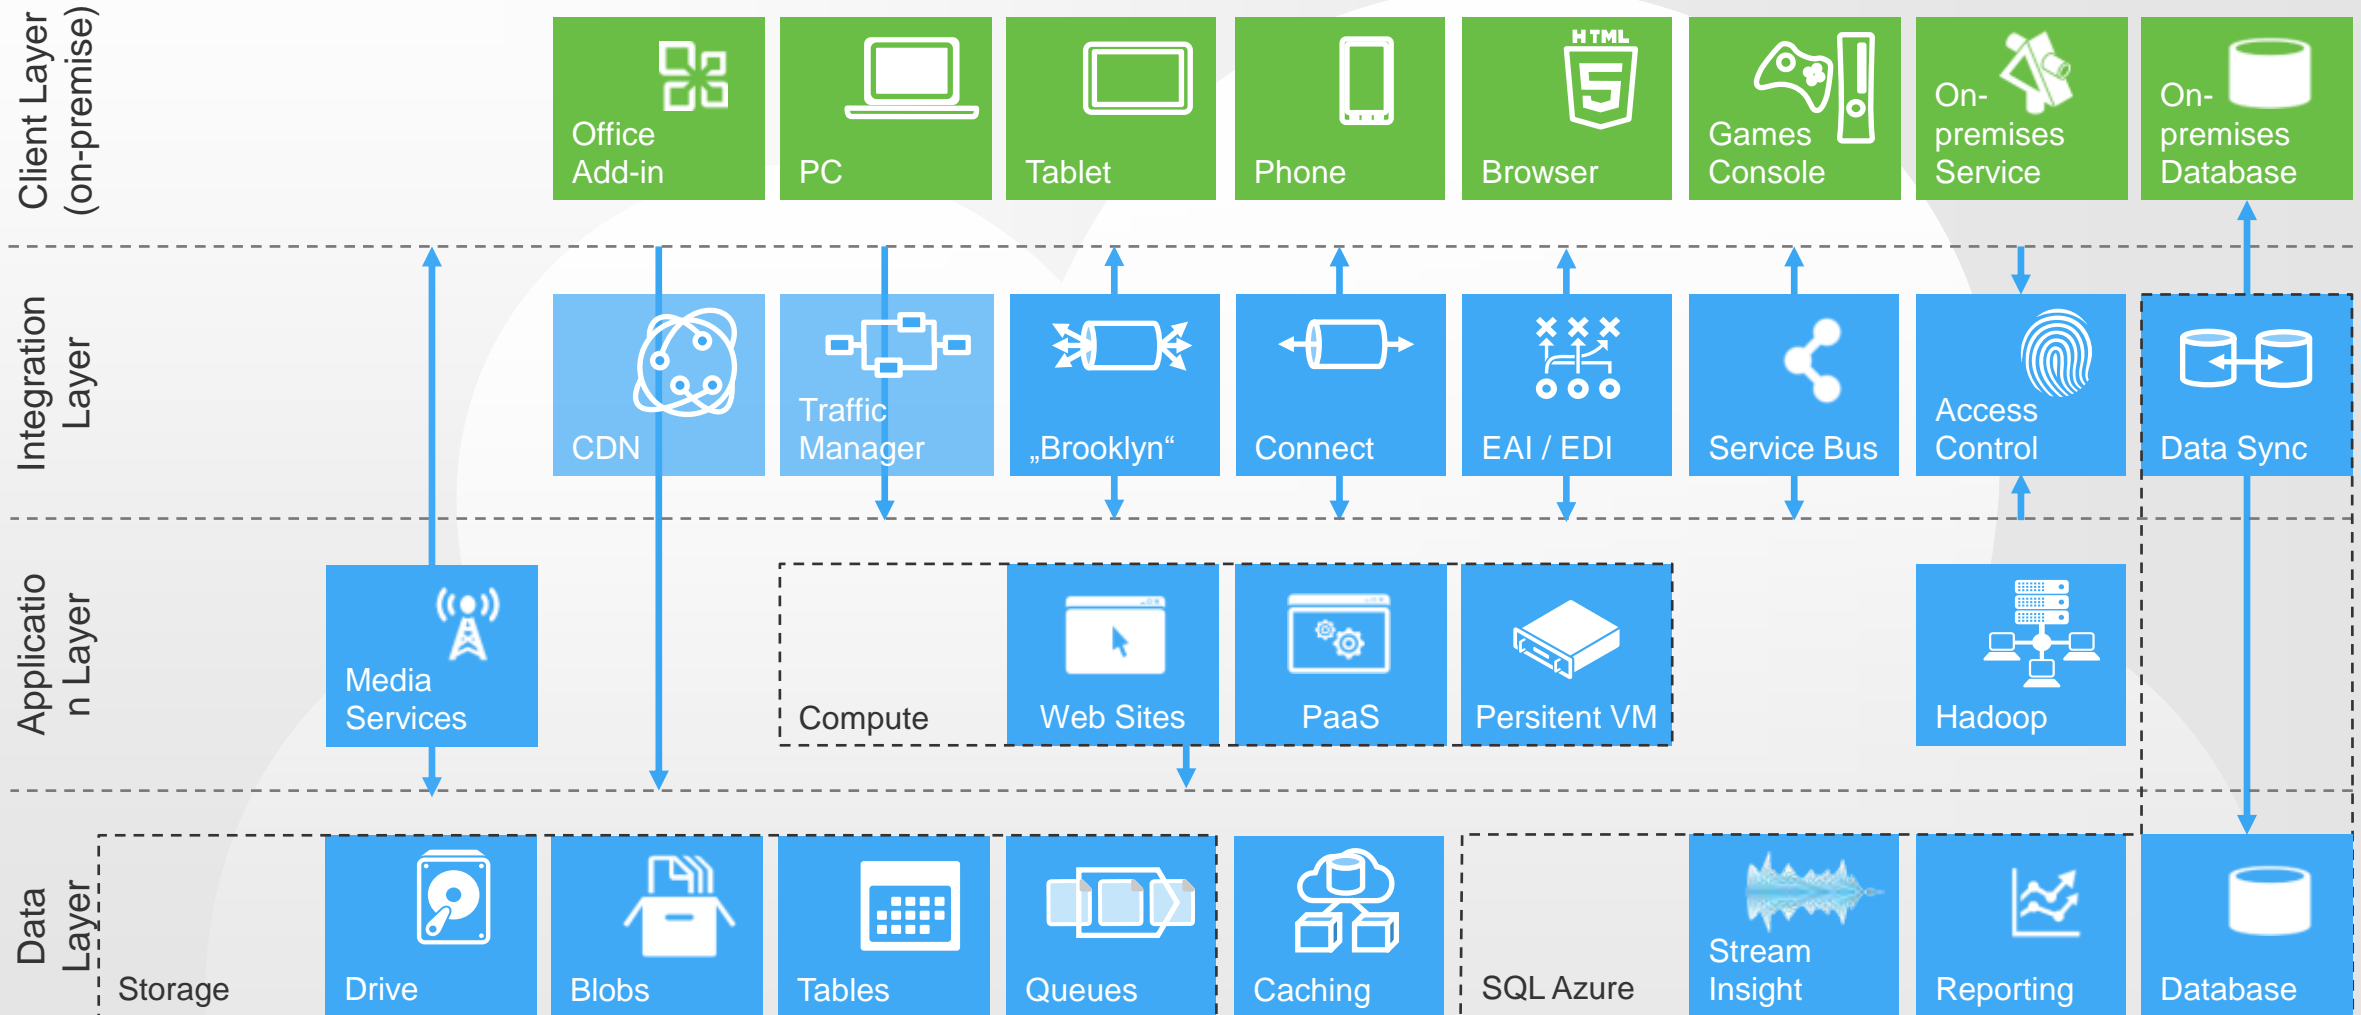 Client Layer
(on-premise)
Office
Add-in
PC
Tablet
Phone
HTML
5
Browser
Games
Console
On-
premises
Service
On-
premises
Database
Integration
Layer
CDN
Traffic
Manager
„Brooklyn“
Connect
EAI / EDI
Service Bus
Access
Control
Data Sync
Applicatio
n Layer
Media
Services
Compute
Web Sites
PaaS
Persitent VM
Hadoop
Data
Layer
Storage
Drive
Blobs
Tables
Queues
Caching
SQL Azure
Stream
Insight
Reporting
Database